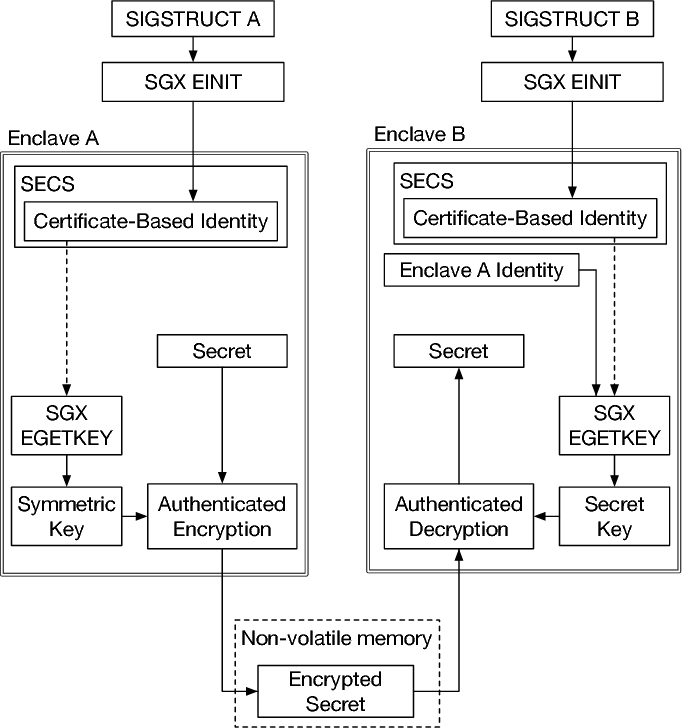 SIGSTRUCT A
SGX EINIT
Enclave A
SECS
Certificate-Based Identity
Secret
SGX
EGETKEY
Symmetric
Key
Authenticated
Encryption
SIGSTRUCT B
SGX EINIT
Enclave B
SECS
Certificate-Based Identity
Enclave A Identity
Secret
SGX
EGETKEY
Authenticated
Decryption
Secret
Key
Non-volatile memory
Encrypted
Secret